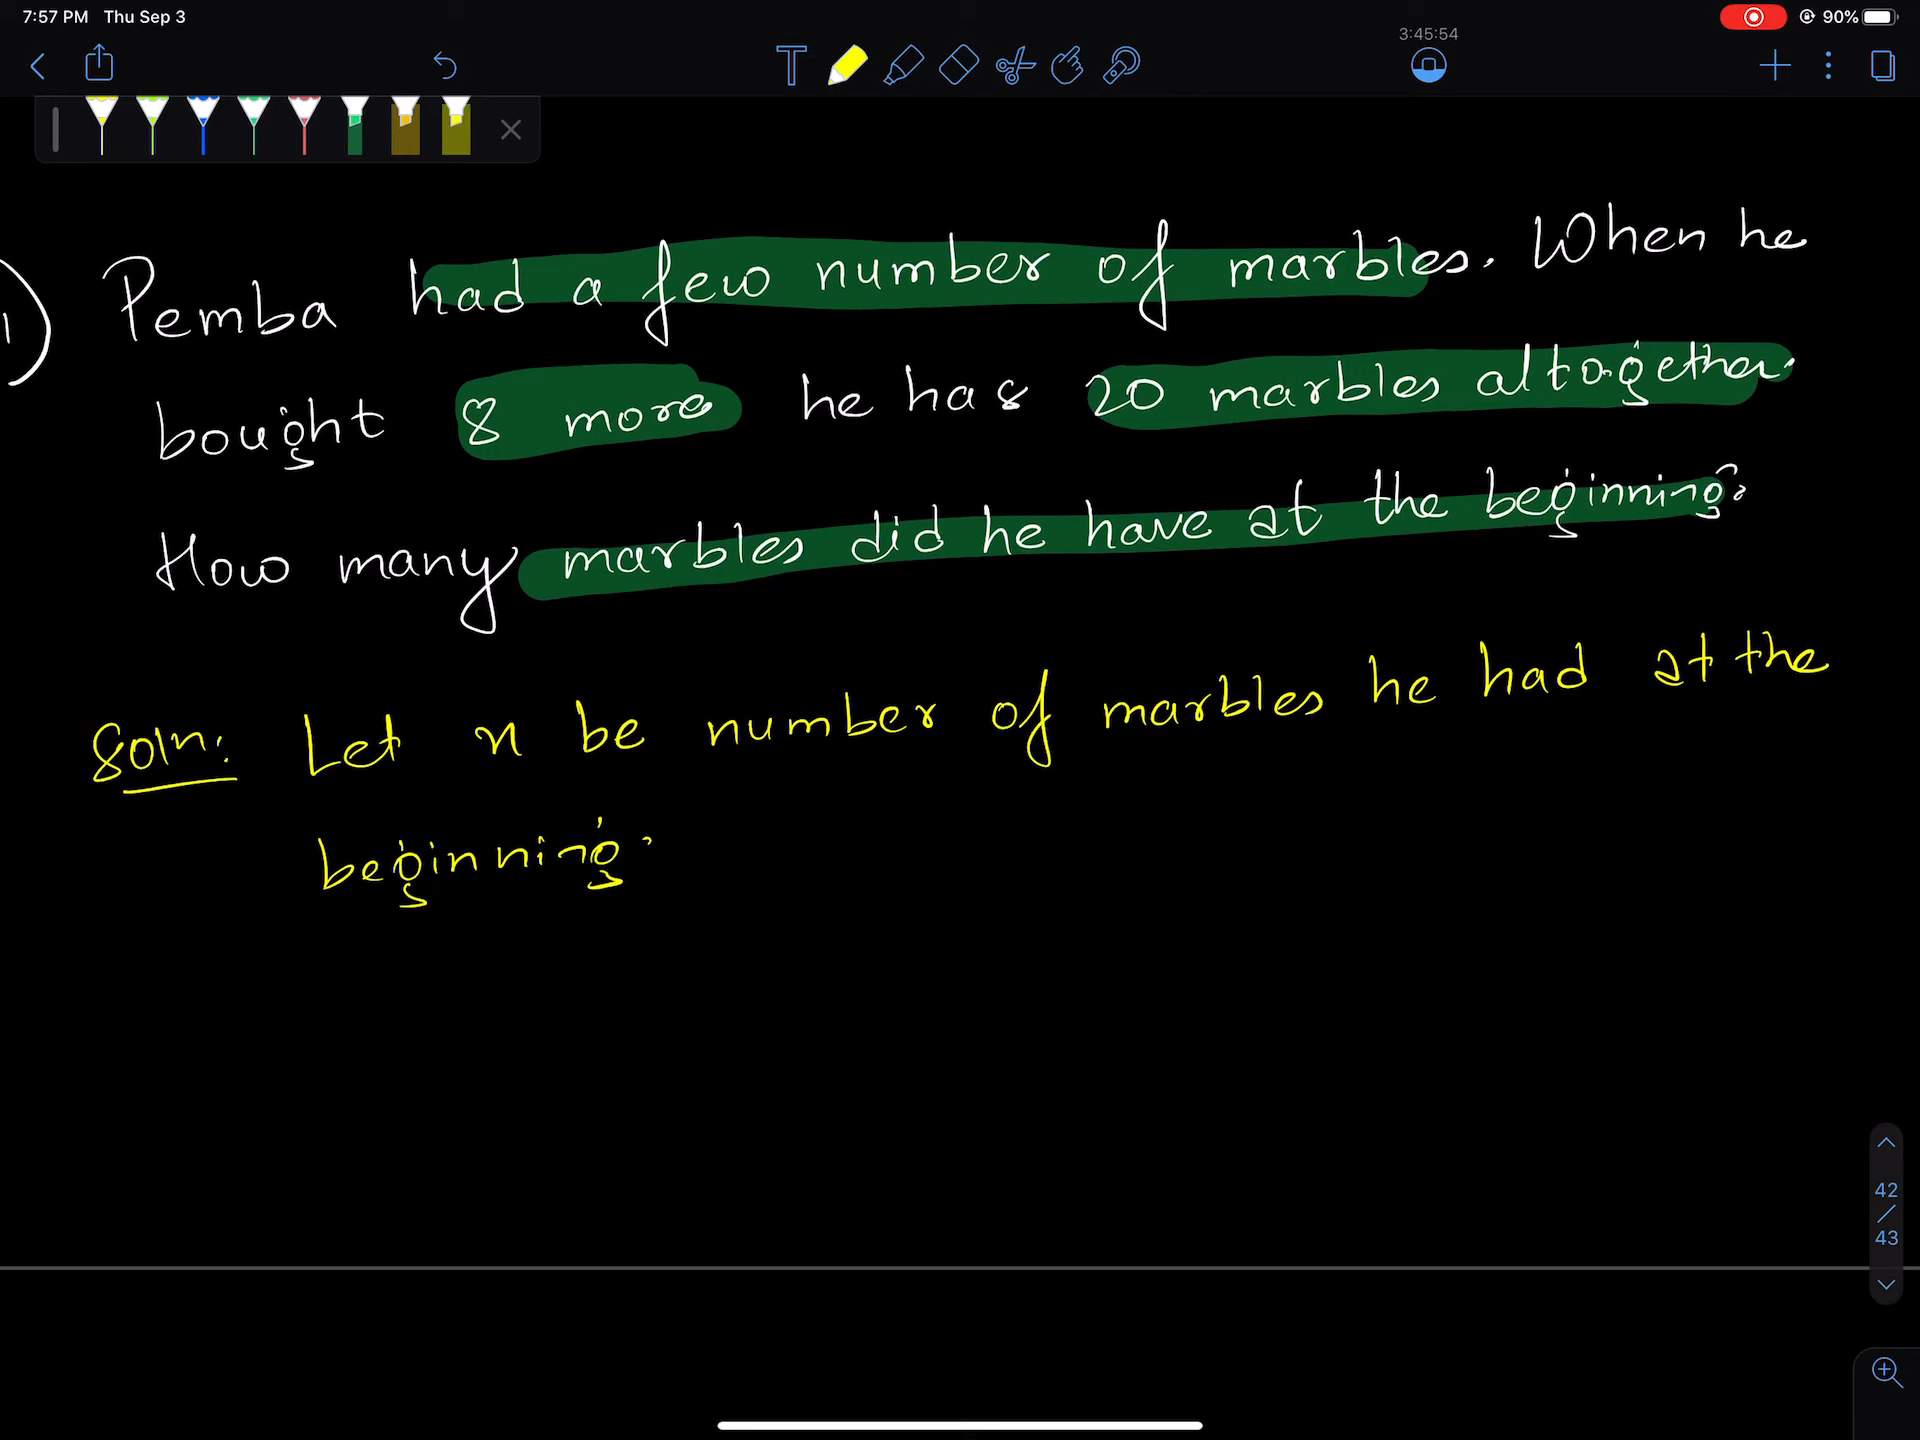 7:57 PM Thu Sep 3
90%
3:45:54
1) Pemba had a few number of marbles. When he
bought 8 more he has 20 marbles altogether.
How many marbles did he have at the beginning?
Soln: Let x be number of marbles he had at the
beginning.
42
/
43